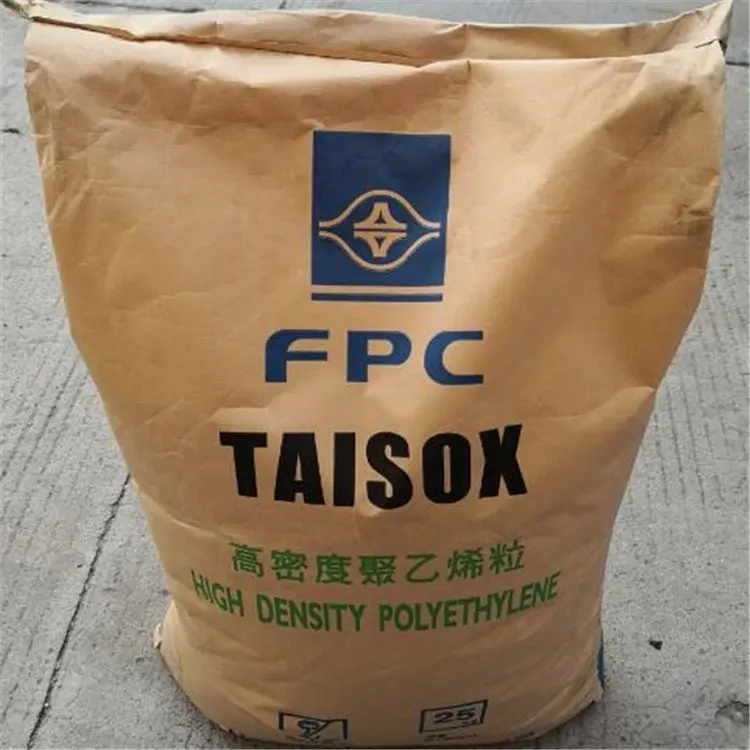 FPC
TAISOX
高密度聚乙烯粒
HIGH DENSITY POLYETHYLENE
25